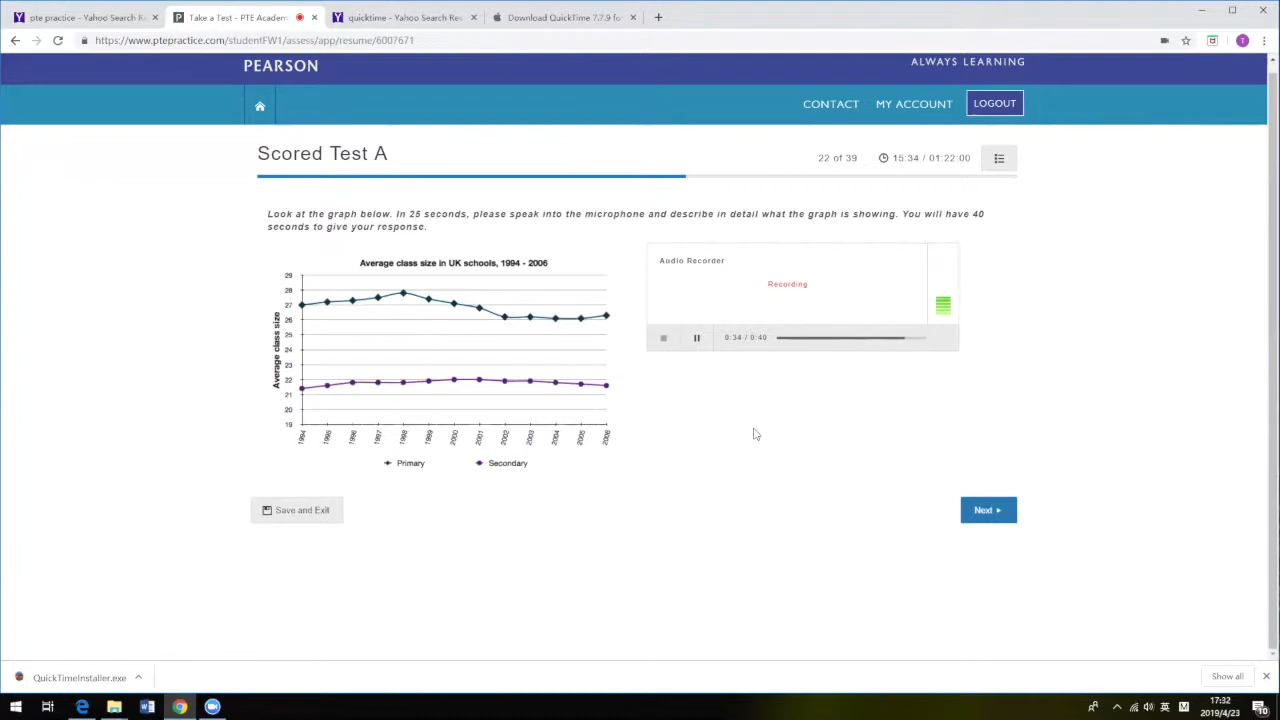 pte practice - Yahoo Search Re
Take a Test - PTE Academ
quicktime - Yahoo Search Res
Download QuickTime 7.7.9 for
https://www.ptepractice.com/studentFW1/assess/app/resume/6007671
T
PEARSON
ALWAYS LEARNING
CONTACT
MY ACCOUNT
LOGOUT
Scored Test A
22 of 39
15:34 / 01:22:00
Look at the graph below. In 25 seconds, please speak into the microphone and describe in detail what the graph is showing. You will have 40
seconds to give your response.
Average class size in UK schools, 1994 - 2006
Average class size
29
28
27
26
25
24
23
22
21
20
19
1994 1995 1996 1997 1998 1999 2000 2001 2002 2003 2004 2005 2006
Primary
Secondary
Audio Recorder
Recording
0:34 / 0:40
Save and Exit
Next
QuickTimeInstaller.exe
Show all
英
M
17:32
2019/4/23
10